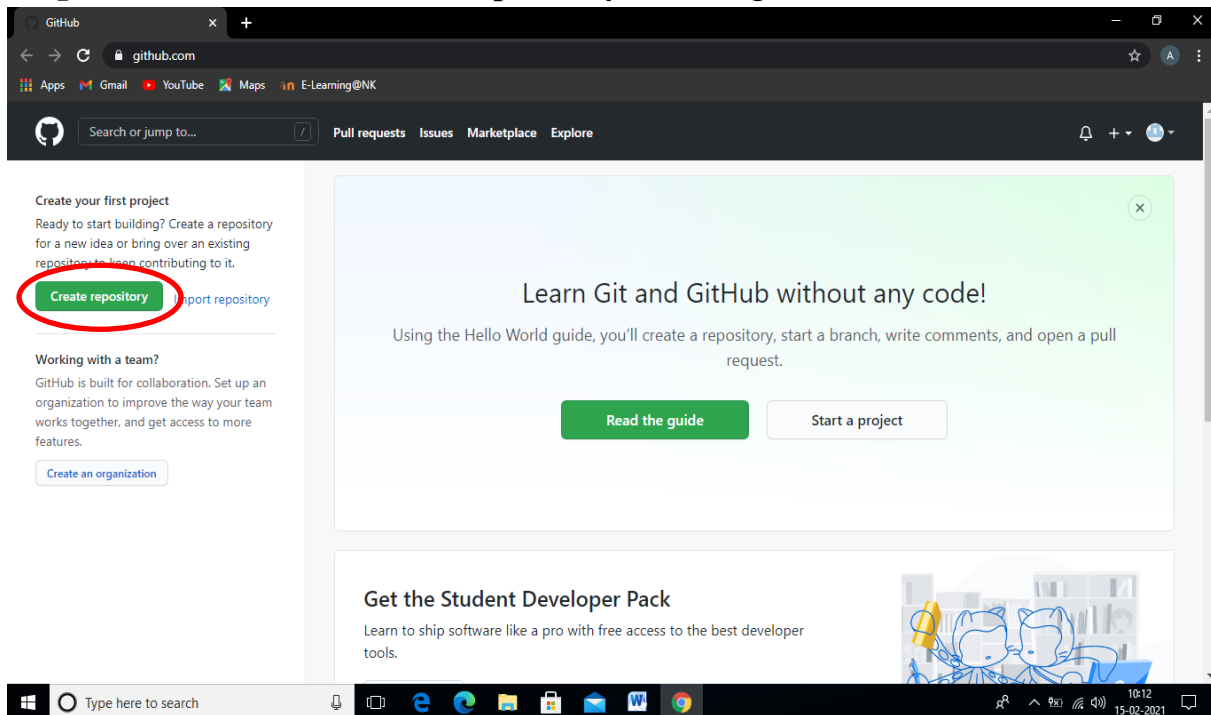 GitHub
github.com
Apps Gmail YouTube Maps E-Learning@NK
Search or jump to... / Pull requests Issues Marketplace Explore
Create your first project
Ready to start building? Create a repository
for a new idea or bring over an existing
repository to keep contributing to it.
Create repository Import repository
Working with a team?
GitHub is built for collaboration. Set up an
organization to improve the way your team
works together, and get access to more
features.
Create an organization
Learn Git and GitHub without any code!
Using the Hello World guide, you'll create a repository, start a branch, write comments, and open a pull
request.
Read the guide Start a project
Get the Student Developer Pack
Learn to ship software like a pro with free access to the best developer
tools.
Type here to search
10:12
15-02-2021